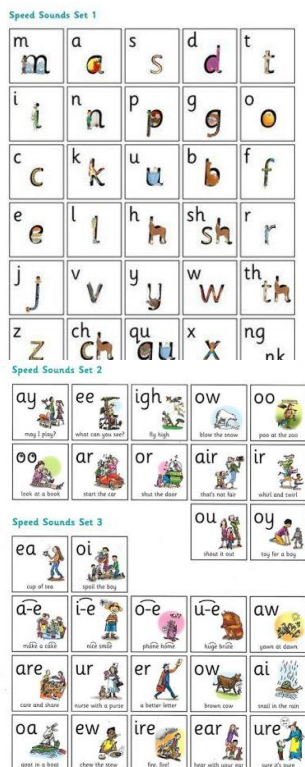 Speed Sounds Set 1
m a s d t
m a s d t
i n p g o
i n p g o
c k u b f
c k u b f
e l h sh r
e l h sh r
j v y w th
j v y w th
z ch qu x ng
z ch qu x nk
Speed Sounds Set 2
ay ee igh ow oo
may I play? what can you see? fly high blow the snow poo at the zoo
oo ar or air ir
look at a book start the car shut the door that's not fair whirl and twirl
ou oy
shout it out toy for a boy
Speed Sounds Set 3
ea oi
cup of tea spoil the boy
a-e i-e o-e u-e aw
make a cake nice smile phone home huge brute yawn at dawn
are ur er ow ai
care and share nurse with a purse a better letter brown cow snail in the rain
oa ew ire ear ure
goat in a boat chew the stew fire, fire! hear with your ear sure it's pure